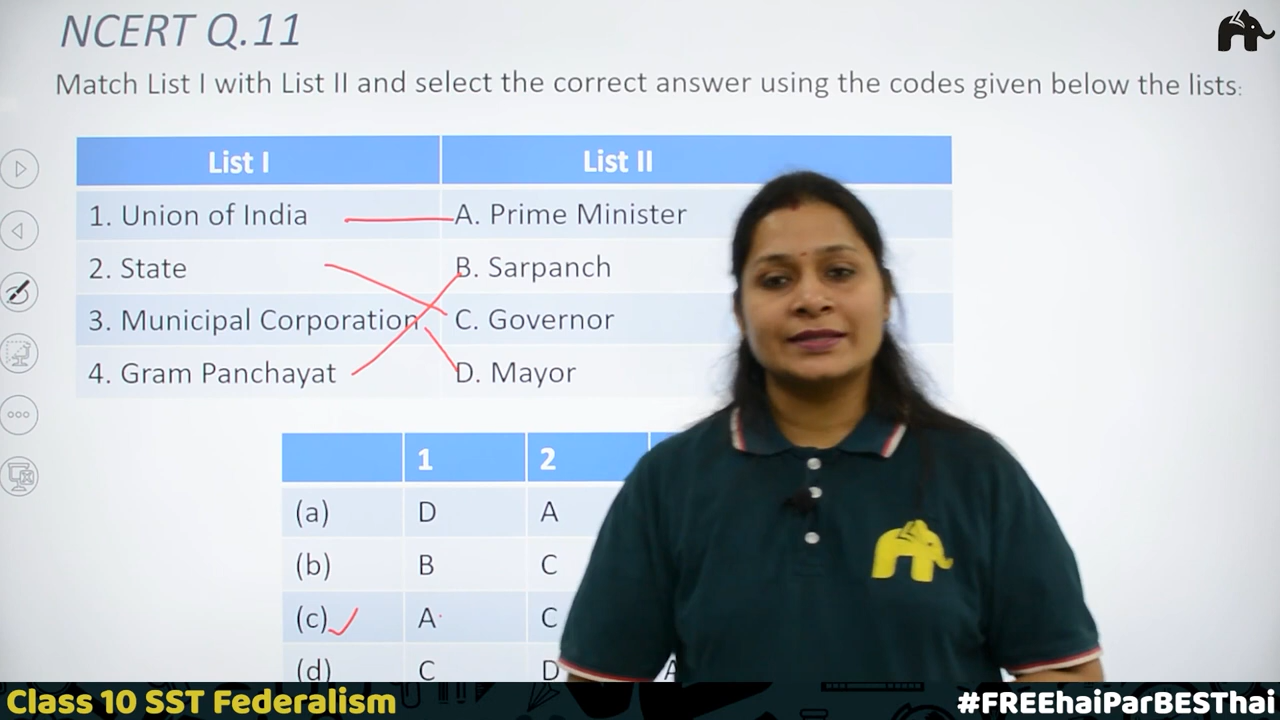 NCERT Q.11
Match List I with List II and select the correct answer using the codes given below the lists:
List I List II
1. Union of India A. Prime Minister
2. State B. Sarpanch
3. Municipal Corporation C. Governor
4. Gram Panchayat D. Mayor
1 2
(a) D A
(b) B C
(c) A C
(d) C D A
Class 10 SST Federalism #FREEhaiParBESThai